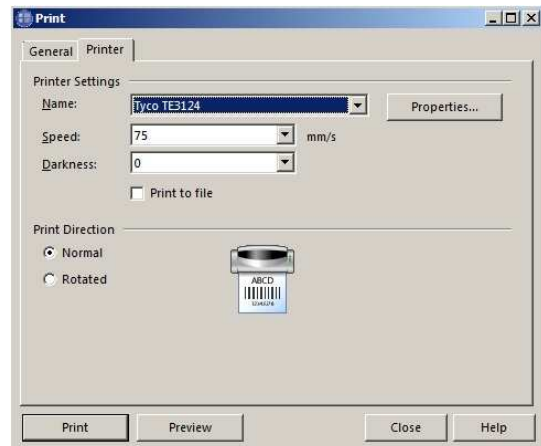 Print
General Printer
Printer Settings
Name: Tyco TE3124 Properties...
Speed: 75 mm/s
Darkness: 0
Print to file
Print Direction
Normal
Rotated
ABCD
Print Preview Close Help